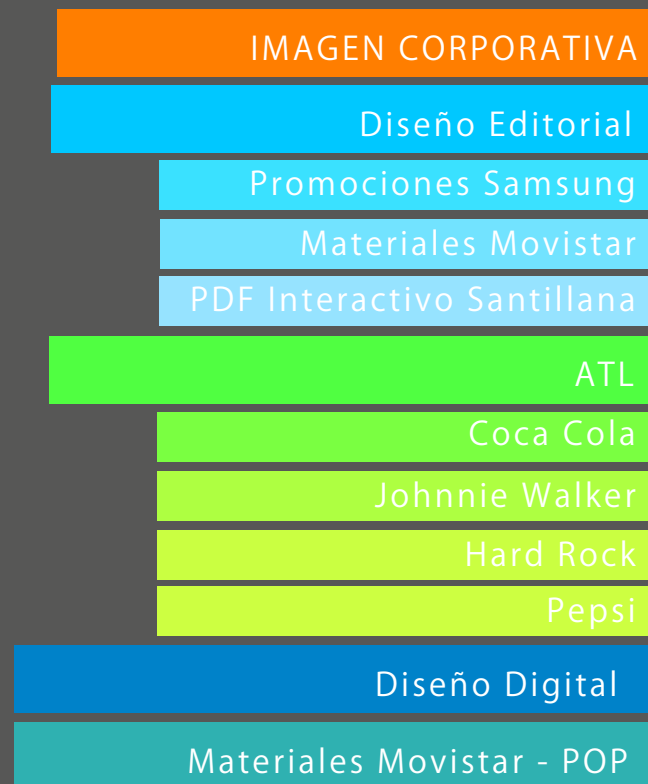 IMAGEN CORPORATIVA
Diseño Editorial
Promociones Samsung
Materiales Movistar
PDF Interactivo Santillana
ATL
Coca Cola
Johnnie Walker
Hard Rock
Pepsi
Diseño Digital
Materiales Movistar - POP